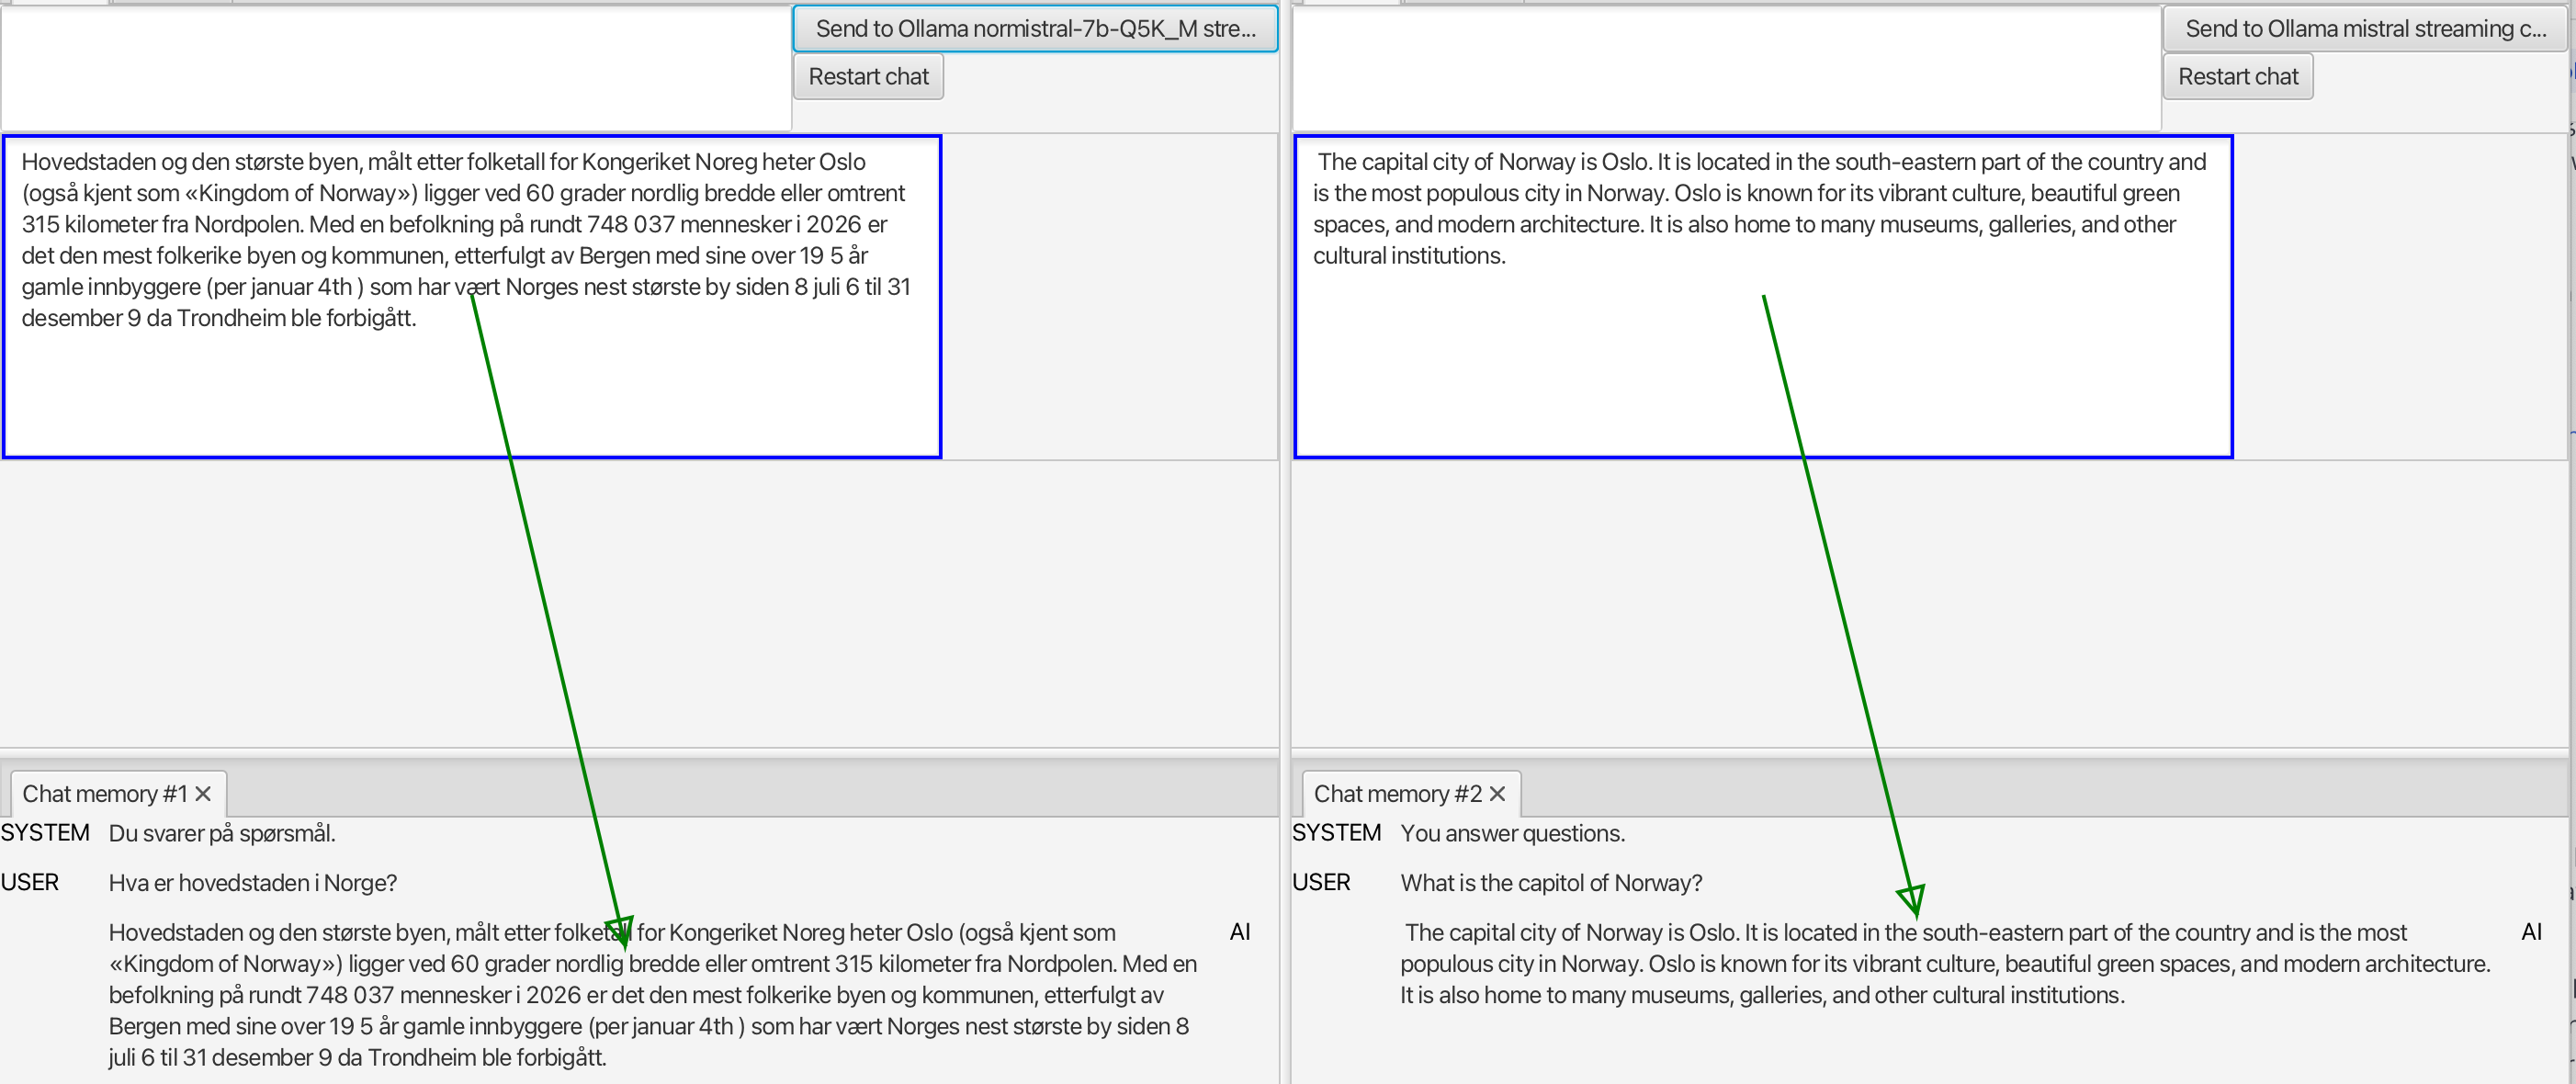 Send to Ollama normistral-7b-Q5K_M stre...
Restart chat
Hovedstaden og den største byen, målt etter folketall for Kongeriket Noreg heter Oslo
(også kjent som «Kingdom of Norway») ligger ved 60 grader nordlig bredde eller omtrent
315 kilometer fra Nordpolen. Med en befolkning på rundt 748 037 mennesker i 2026 er
det den mest folkerike byen og kommunen, etterfulgt av Bergen med sine over 19 5 år
gamle innbyggere (per januar 4th ) som har vært Norges nest største by siden 8 juli 6 til 31
desember 9 da Trondheim ble forbigått.
Chat memory #1
SYSTEM Du svarer på spørsmål.
USER Hva er hovedstaden i Norge?
Hovedstaden og den største byen, målt etter folketall for Kongeriket Noreg heter Oslo (også kjent som AI
«Kingdom of Norway») ligger ved 60 grader nordlig bredde eller omtrent 315 kilometer fra Nordpolen. Med en
befolkning på rundt 748 037 mennesker i 2026 er det den mest folkerike byen og kommunen, etterfulgt av
Bergen med sine over 19 5 år gamle innbyggere (per januar 4th ) som har vært Norges nest største by siden 8
juli 6 til 31 desember 9 da Trondheim ble forbigått.
Send to Ollama mistral streaming c...
Restart chat
The capital city of Norway is Oslo. It is located in the south-eastern part of the country and
is the most populous city in Norway. Oslo is known for its vibrant culture, beautiful green
spaces, and modern architecture. It is also home to many museums, galleries, and other
cultural institutions.
Chat memory #2
SYSTEM You answer questions.
USER What is the capitol of Norway?
The capital city of Norway is Oslo. It is located in the south-eastern part of the country and is the most AI
populous city in Norway. Oslo is known for its vibrant culture, beautiful green spaces, and modern architecture.
It is also home to many museums, galleries, and other cultural institutions.